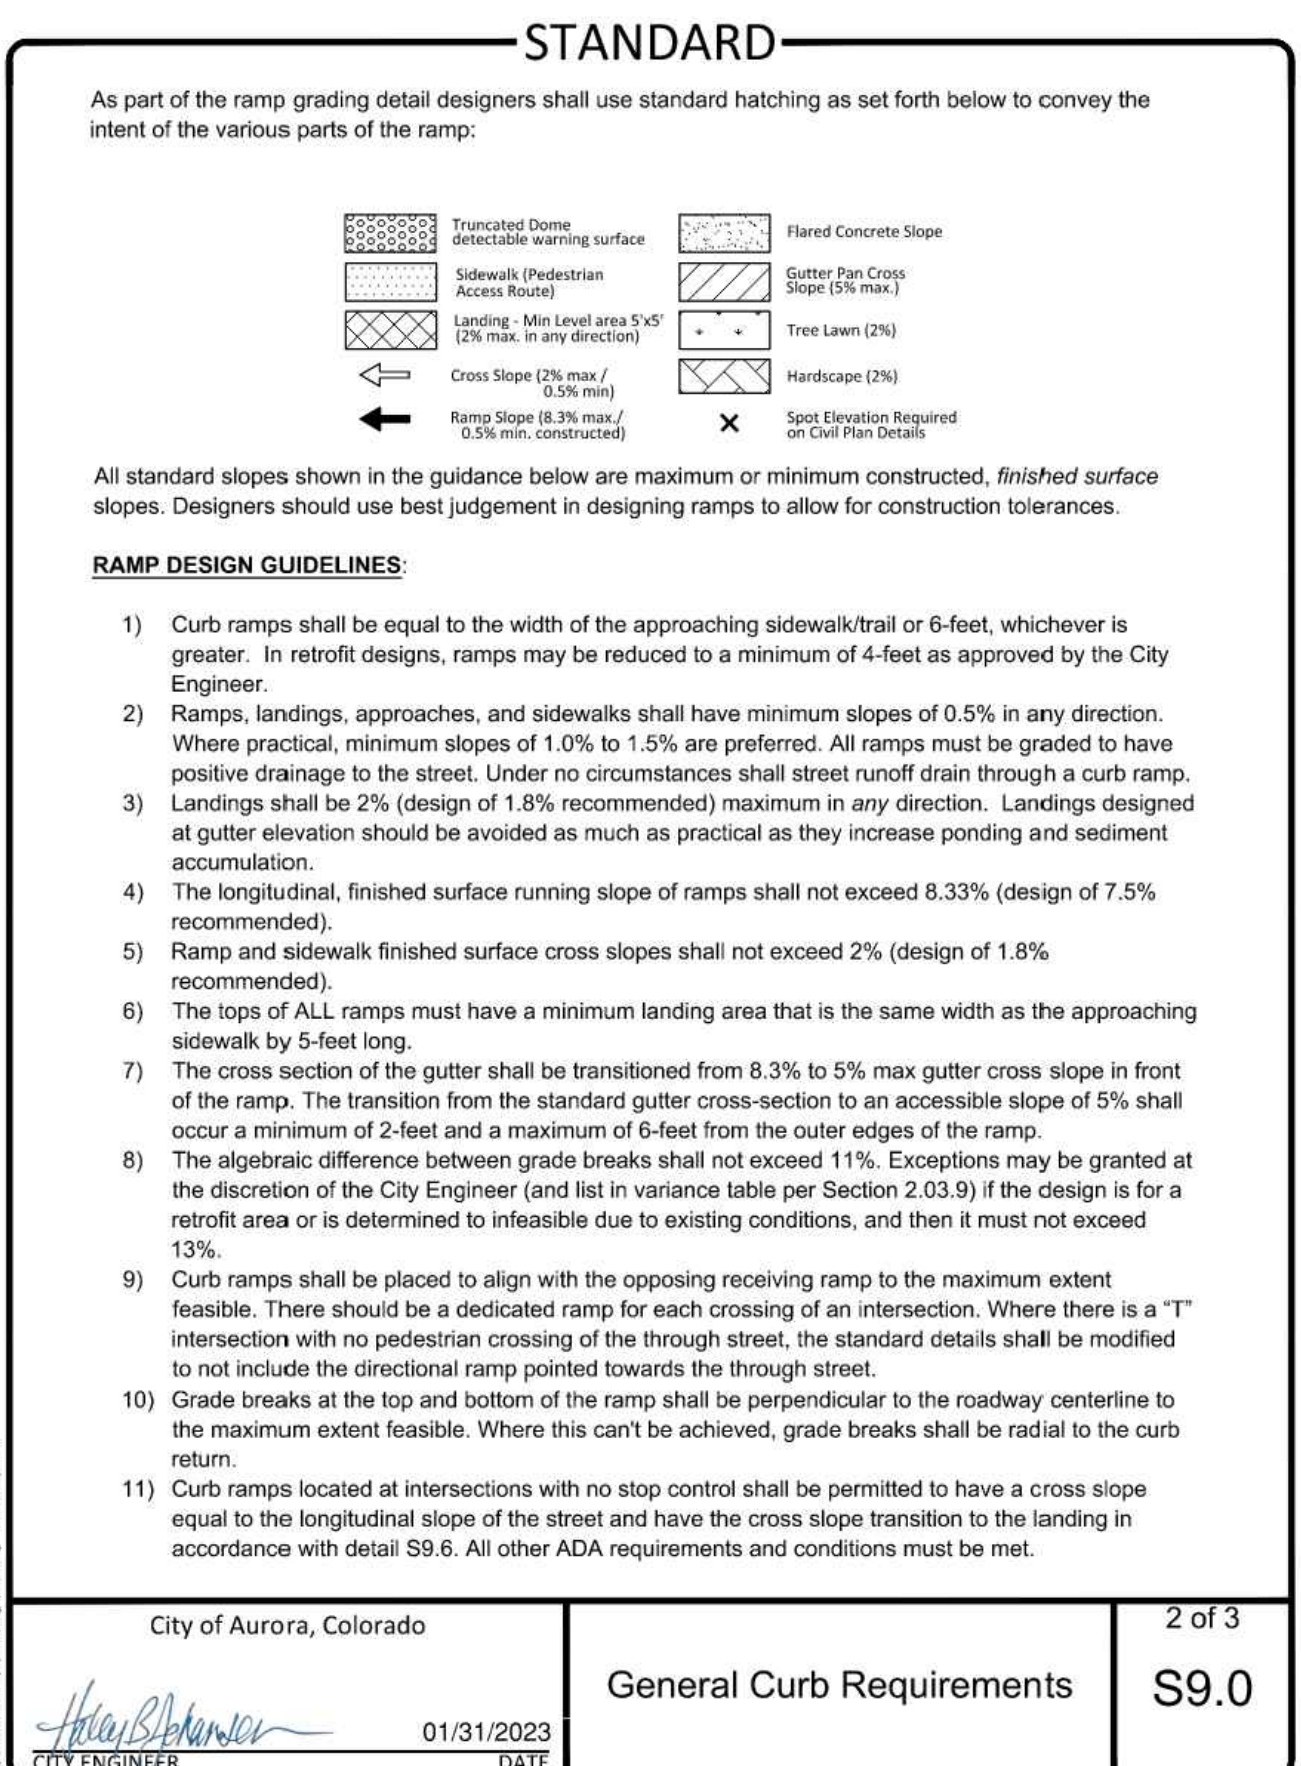 STANDARD
As part of the ramp grading detail designers shall use standard hatching as set forth below to convey the
intent of the various parts of the ramp:
Truncated Dome
detectable warning surface
Flared Concrete Slope
Sidewalk (Pedestrian
Access Route)
Gutter Pan Cross
Slope (5% max.)
Landing - Min Level area 5'x5'
(2% max. in any direction)
Tree Lawn (2%)
Cross Slope (2% max /
0.5% min)
Hardscape (2%)
Ramp Slope (8.3% max./
0.5% min. constructed)
Spot Elevation Required
on Civil Plan Details
All standard slopes shown in the guidance below are maximum or minimum constructed, finished surface
slopes. Designers should use best judgement in designing ramps to allow for construction tolerances.
RAMP DESIGN GUIDELINES:
1) Curb ramps shall be equal to the width of the approaching sidewalk/trail or 6-feet, whichever is
greater. In retrofit designs, ramps may be reduced to a minimum of 4-feet as approved by the City
Engineer.
2) Ramps, landings, approaches, and sidewalks shall have minimum slopes of 0.5% in any direction.
Where practical, minimum slopes of 1.0% to 1.5% are preferred. All ramps must be graded to have
positive drainage to the street. Under no circumstances shall street runoff drain through a curb ramp.
3) Landings shall be 2% (design of 1.8% recommended) maximum in any direction. Landings designed
at gutter elevation should be avoided as much as practical as they increase ponding and sediment
accumulation.
4) The longitudinal, finished surface running slope of ramps shall not exceed 8.33% (design of 7.5%
recommended).
5) Ramp and sidewalk finished surface cross slopes shall not exceed 2% (design of 1.8%
recommended).
6) The tops of ALL ramps must have a minimum landing area that is the same width as the approaching
sidewalk by 5-feet long.
7) The cross section of the gutter shall be transitioned from 8.3% to 5% max gutter cross slope in front
of the ramp. The transition from the standard gutter cross-section to an accessible slope of 5% shall
occur a minimum of 2-feet and a maximum of 6-feet from the outer edges of the ramp.
8) The algebraic difference between grade breaks shall not exceed 11%. Exceptions may be granted at
the discretion of the City Engineer (and list in variance table per Section 2.03.9) if the design is for a
retrofit area or is determined to infeasible due to existing conditions, and then it must not exceed
13%.
9) Curb ramps shall be placed to align with the opposing receiving ramp to the maximum extent
feasible. There should be a dedicated ramp for each crossing of an intersection. Where there is a “T”
intersection with no pedestrian crossing of the through street, the standard details shall be modified
to not include the directional ramp pointed towards the through street.
10) Grade breaks at the top and bottom of the ramp shall be perpendicular to the roadway centerline to
the maximum extent feasible. Where this can't be achieved, grade breaks shall be radial to the curb
return.
11) Curb ramps located at intersections with no stop control shall be permitted to have a cross slope
equal to the longitudinal slope of the street and have the cross slope transition to the landing in
accordance with detail S9.6. All other ADA requirements and conditions must be met.
City of Aurora, Colorado
01/31/2023
CITY ENGINEER DATE
General Curb Requirements
2 of 3
S9.0